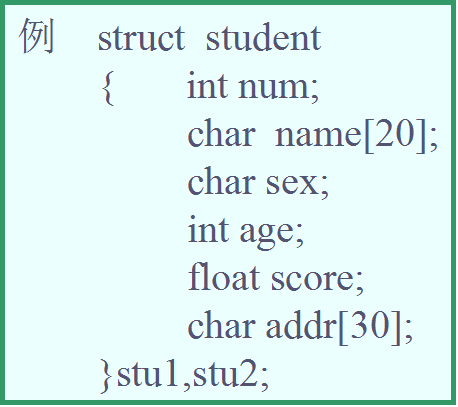 例 struct student
{ int num;
char name[20];
char sex;
int age;
float score;
char addr[30];
}stu1,stu2;